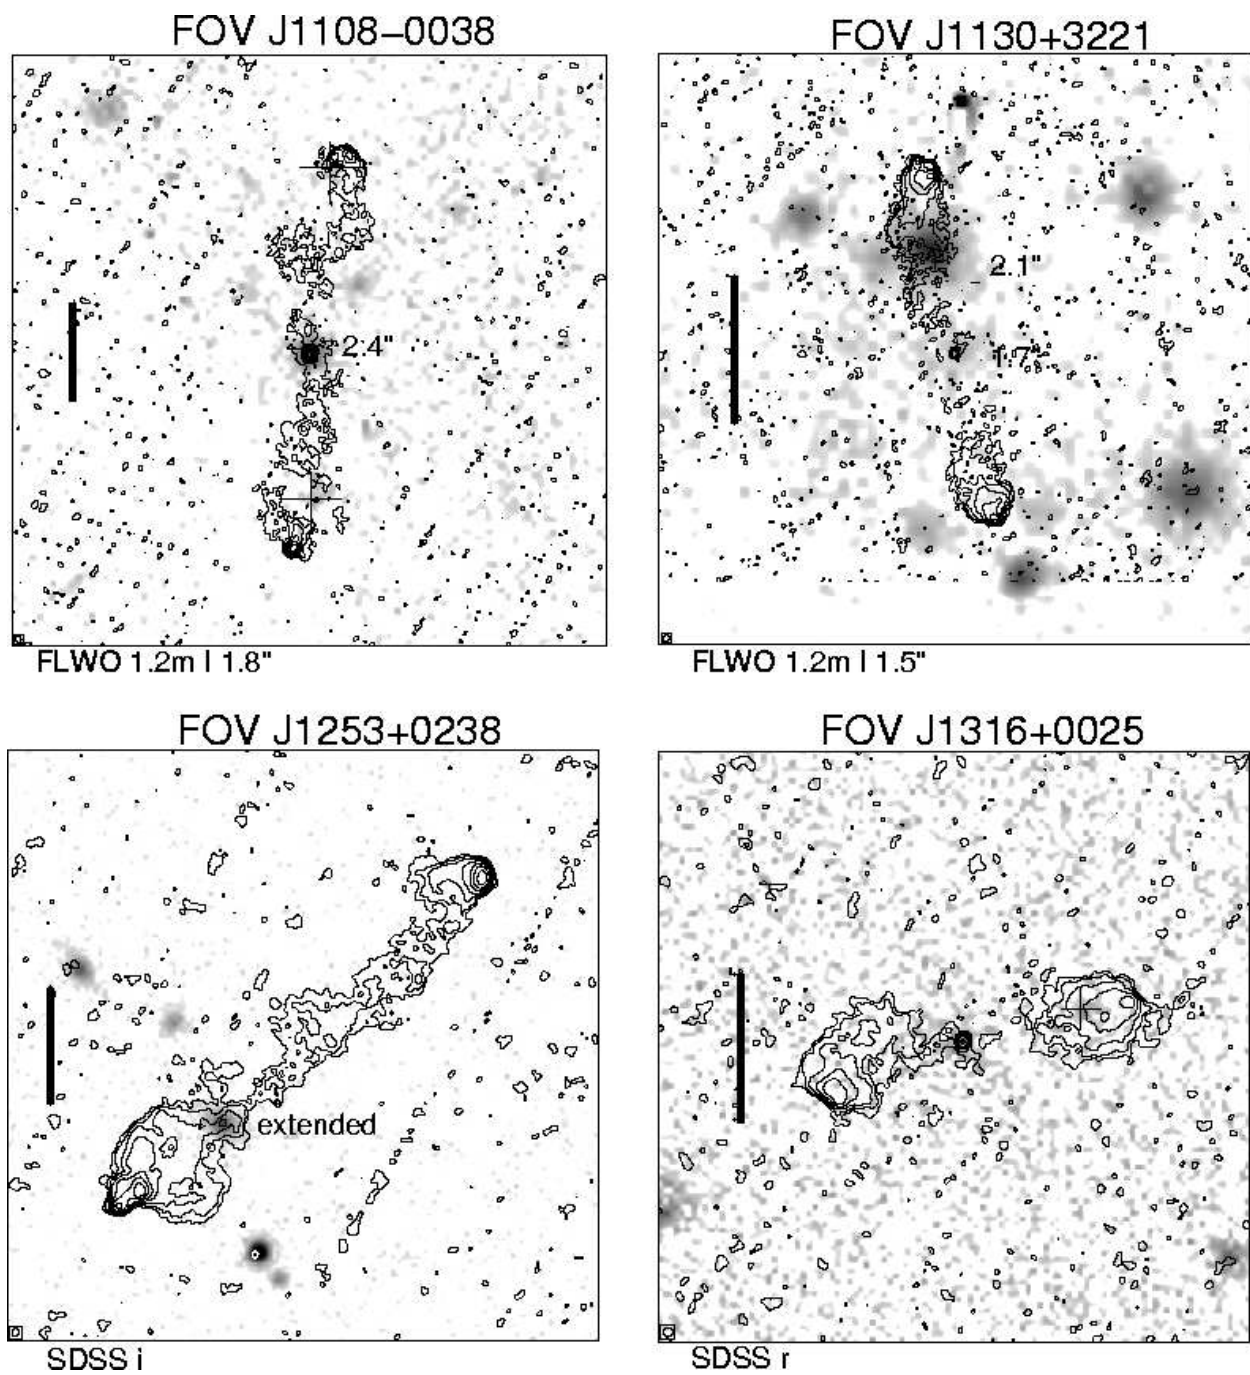 FOV J1108−0038
FOV J1130+3221
2.4"
2.1"
1.7"
FLWO 1.2m I 1.8"
FLWO 1.2m I 1.5"
FOV J1253+0238
FOV J1316+0025
extended
SDSS i
SDSS r